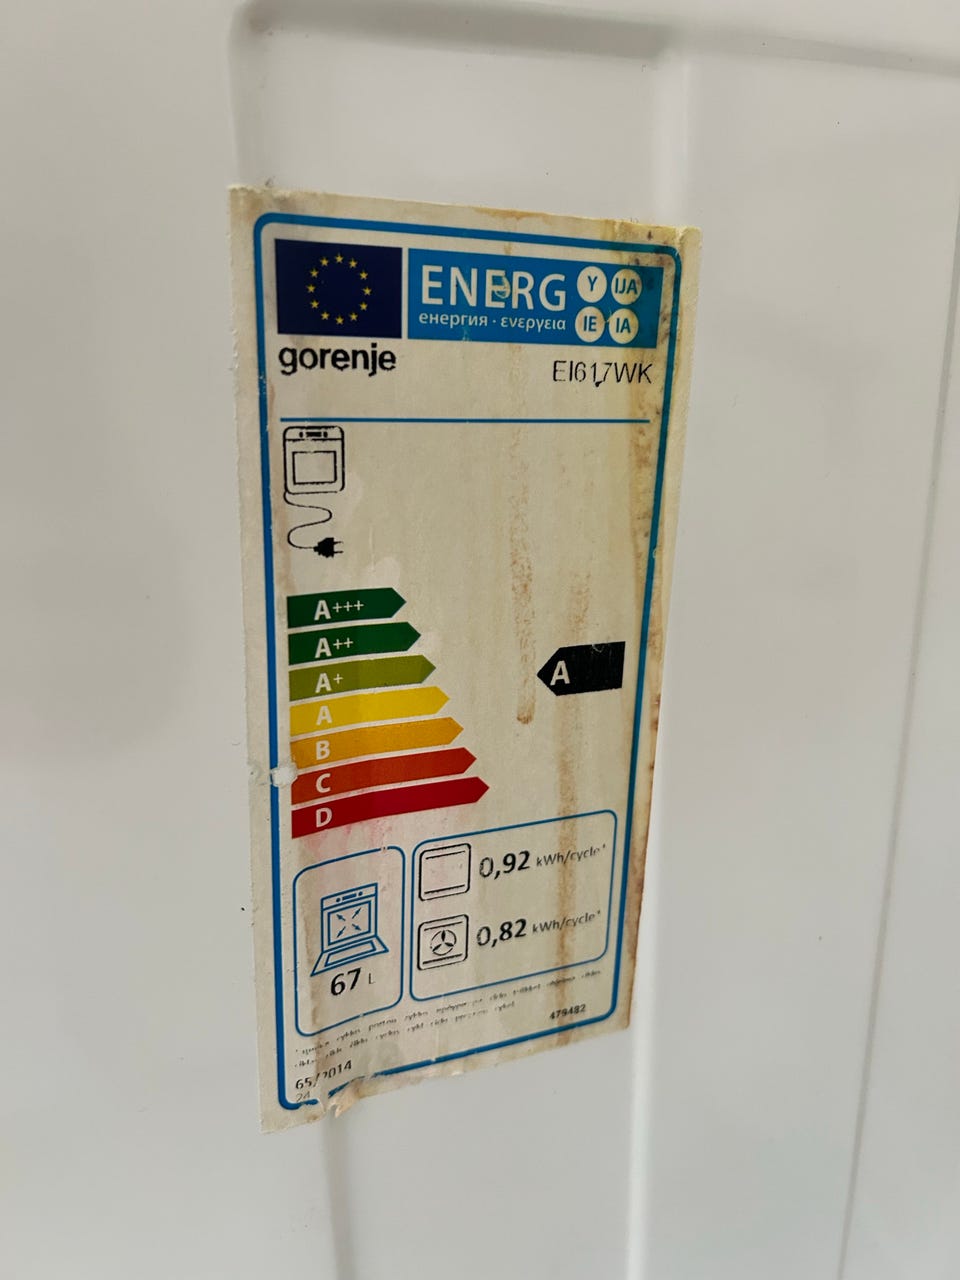 ENERG Y IJA
енергия · ενεργεια IE IA
gorenje EI617WK
A+++
A++
A+
A
B
C
D
A
0,92 kWh/cycle*
0,82 kWh/cycle*
67 L
479482
65/2014
24